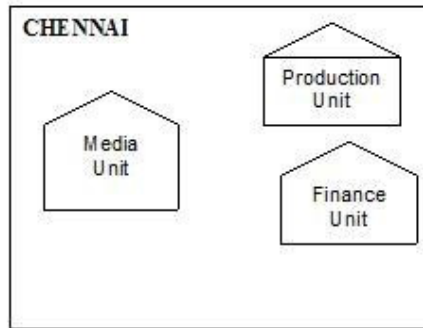 CHENNAI
Production
Unit
Media
Unit
Finance
Unit